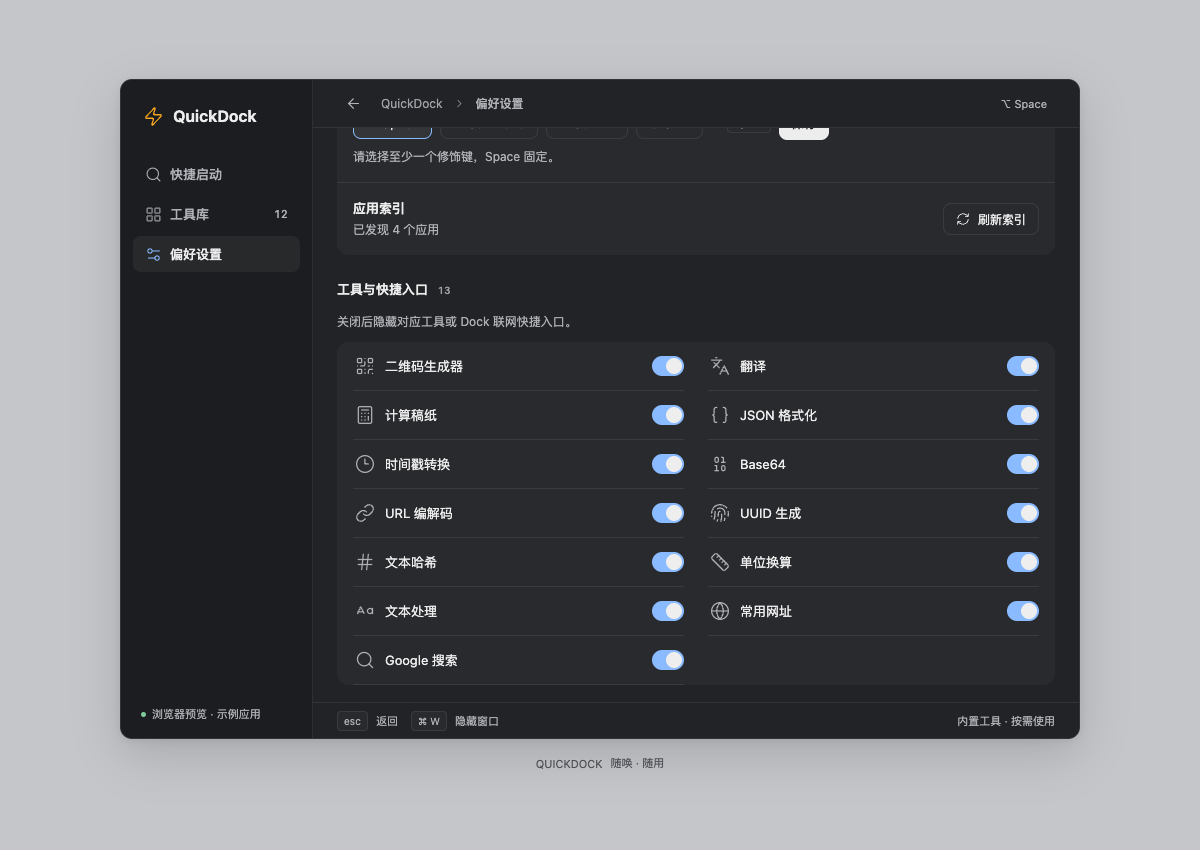 QuickDock
快捷启动
工具库 12
偏好设置
浏览器预览 · 示例应用
QuickDock 偏好设置
⌥ Space
请选择至少一个修饰键，Space 固定。
应用索引
已发现 4 个应用
刷新索引
工具与快捷入口 13
关闭后隐藏对应工具或 Dock 联网快捷入口。
二维码生成器
翻译
计算稿纸
JSON 格式化
时间戳转换
Base64
URL 编解码
UUID 生成
文本哈希
单位换算
文本处理
常用网址
Google 搜索
esc 返回 ⌘ W 隐藏窗口
内置工具 · 按需使用
QUICKDOCK 随唤 · 随用